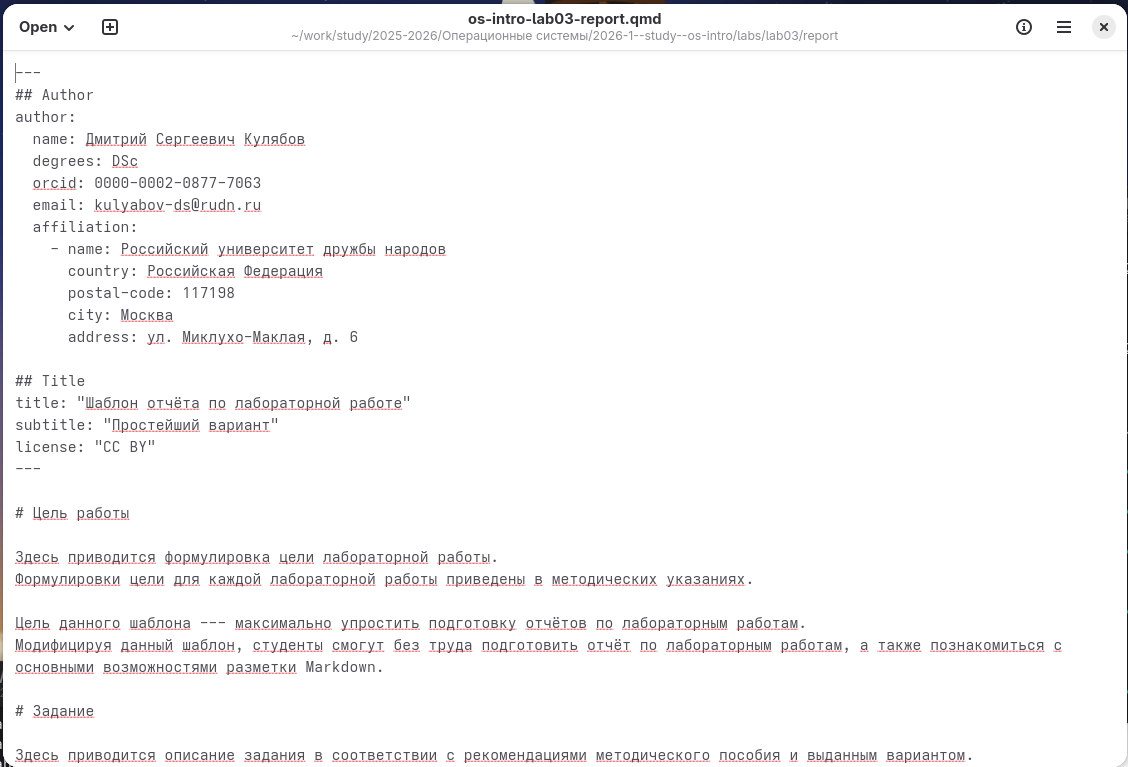 Open
os-intro-lab03-report.qmd
~/work/study/2025-2026/Операционные системы/2026-1--study--os-intro/labs/lab03/report
---
## Author
author:
  name: Дмитрий Сергеевич Кулябов
  degrees: DSc
  orcid: 0000-0002-0877-7063
  email: kulyabov-ds@rudn.ru
  affiliation:
    - name: Российский университет дружбы народов
      country: Российская Федерация
      postal-code: 117198
      city: Москва
      address: ул. Миклухо-Маклая, д. 6

## Title
title: "Шаблон отчёта по лабораторной работе"
subtitle: "Простейший вариант"
license: "CC BY"
---

# Цель работы

Здесь приводится формулировка цели лабораторной работы.
Формулировки цели для каждой лабораторной работы приведены в методических указаниях.

Цель данного шаблона --- максимально упростить подготовку отчётов по лабораторным работам.
Модифицируя данный шаблон, студенты смогут без труда подготовить отчёт по лабораторным работам, а также познакомиться с
основными возможностями разметки Markdown.

# Задание

Здесь приводится описание задания в соответствии с рекомендациями методического пособия и выданным вариантом.